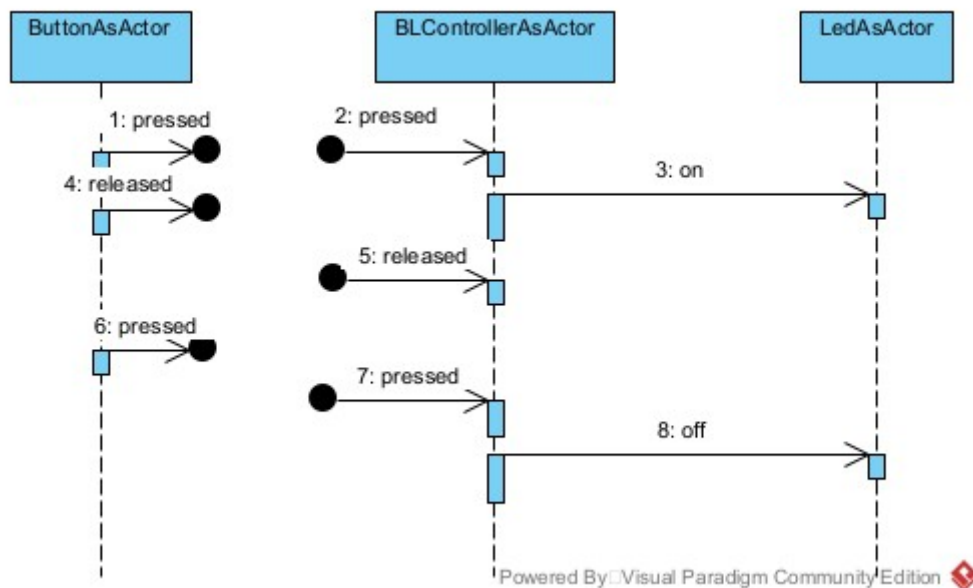 ButtonAsActor
BLControllerAsActor
LedAsActor
1: pressed
2: pressed
3: on
4: released
5: released
6: pressed
7: pressed
8: off
Powered By□Visual Paradigm Community Edition